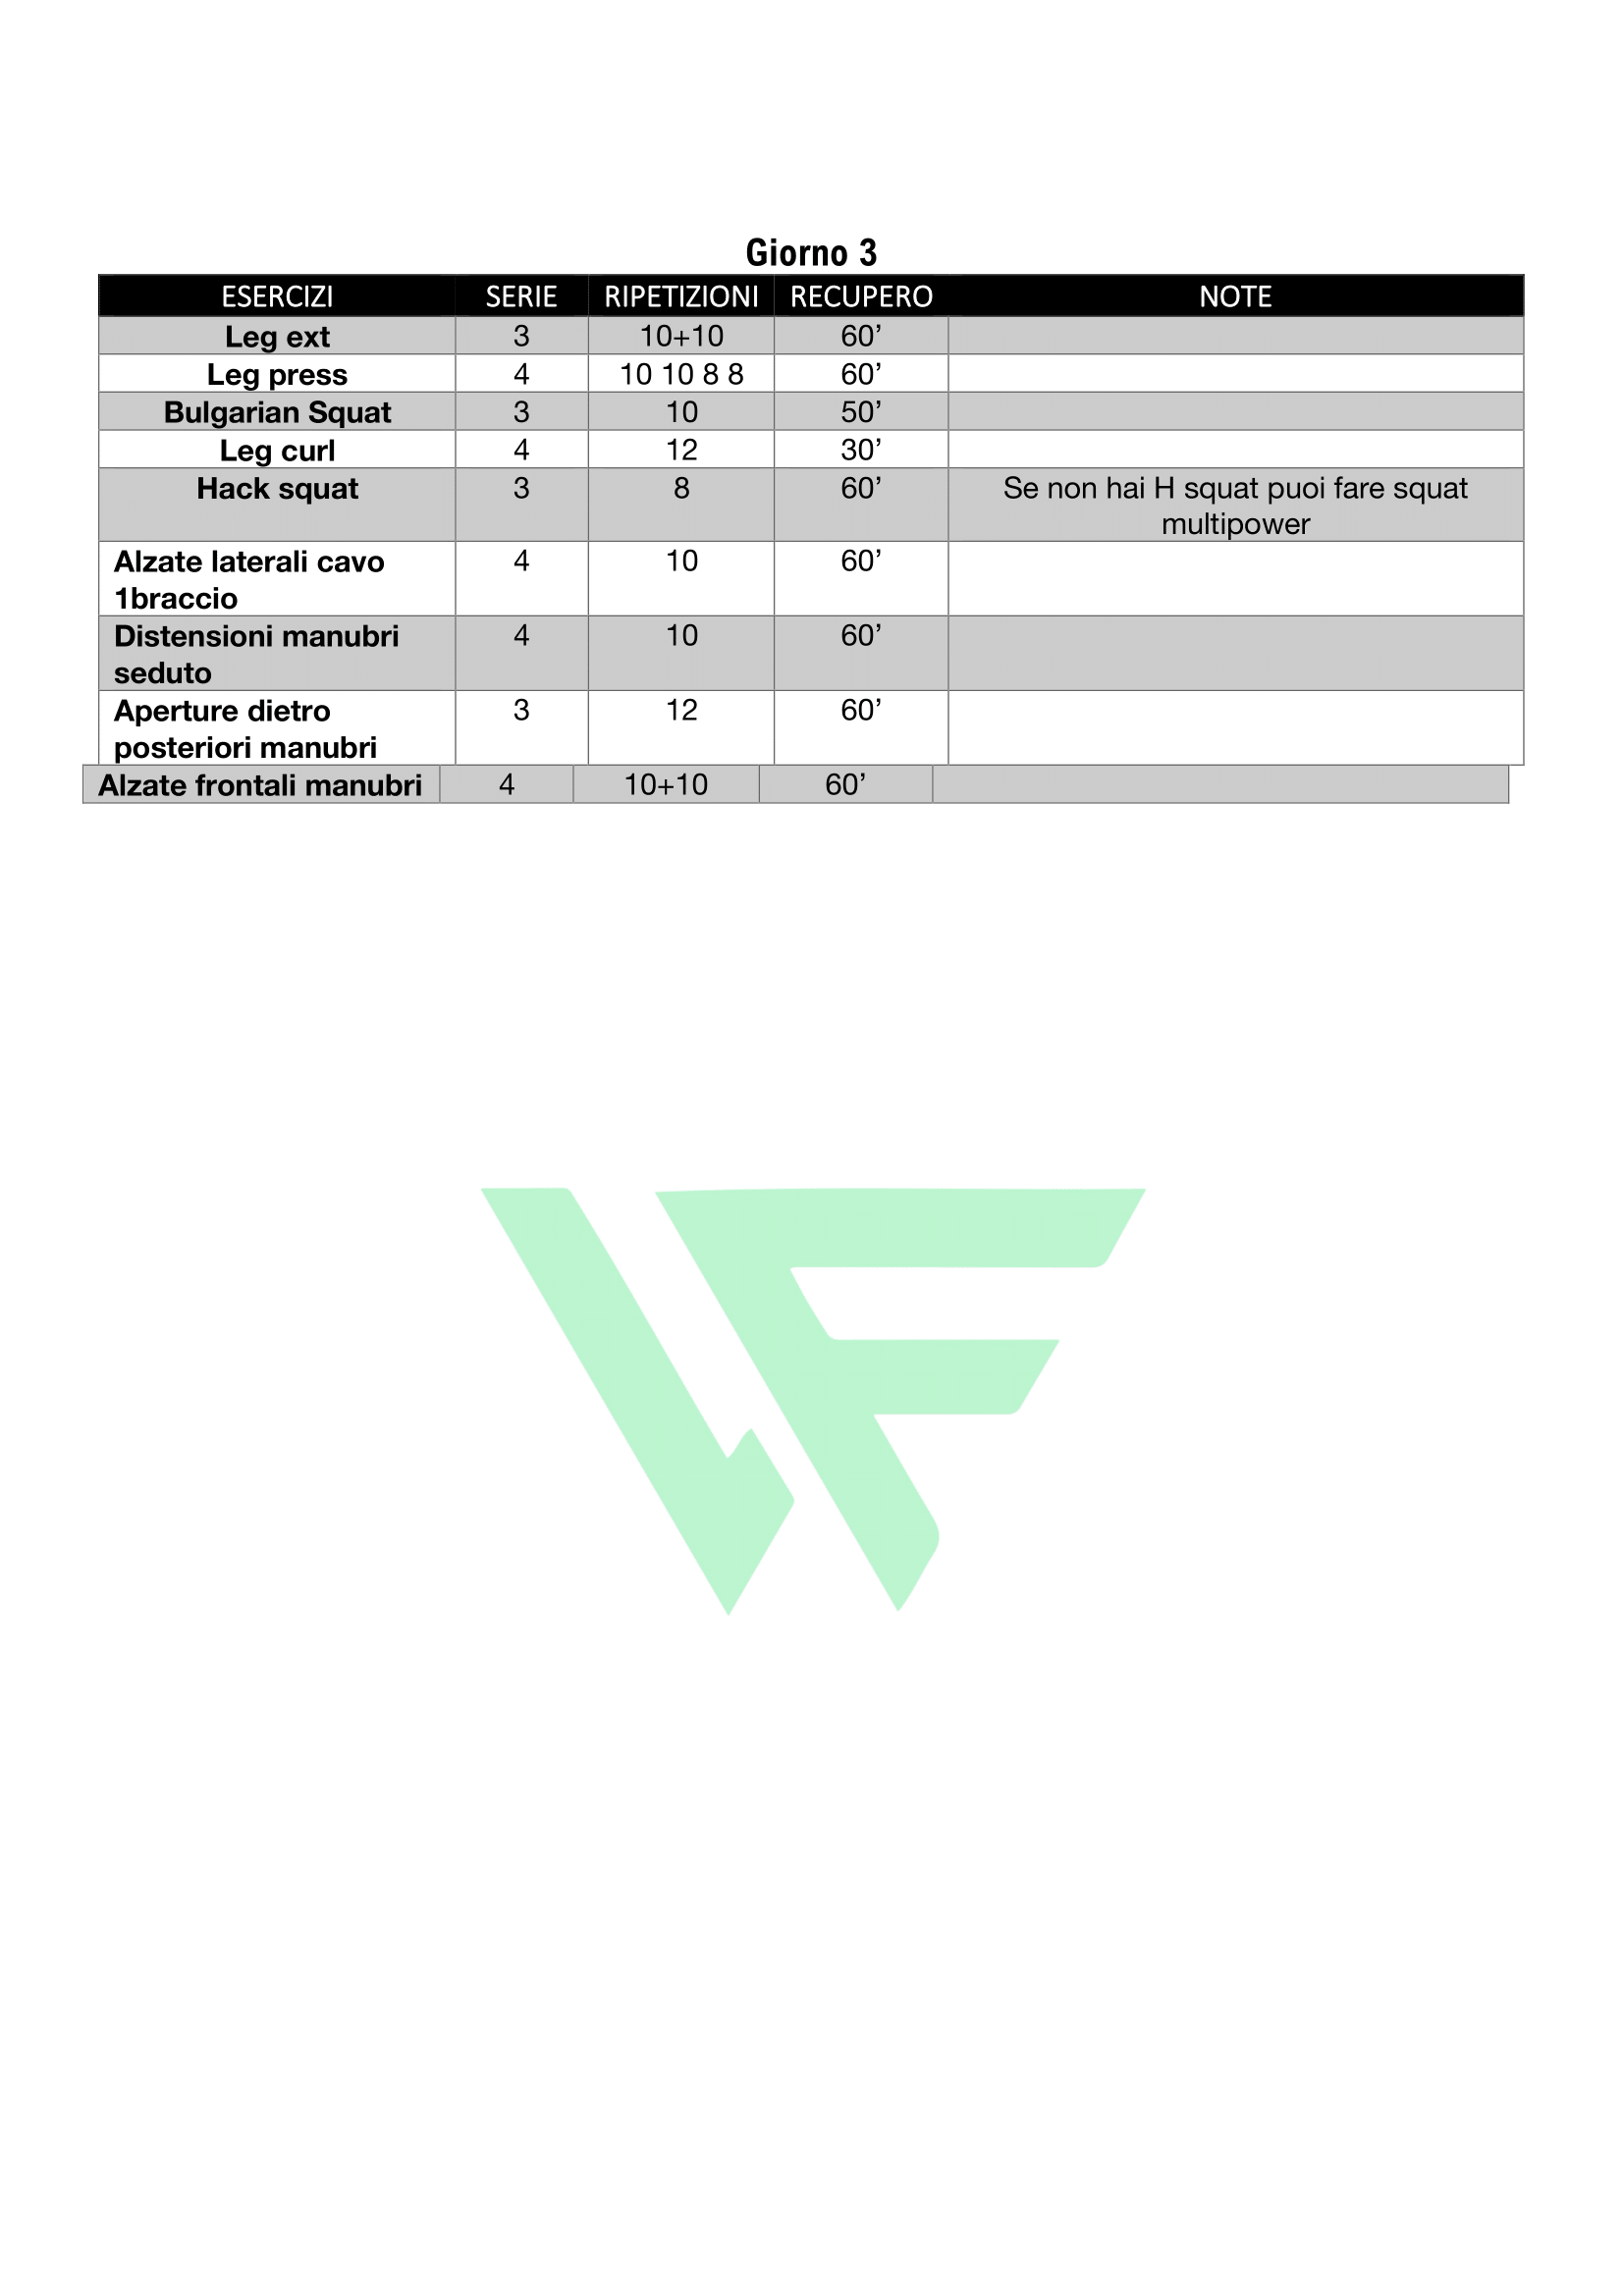 Giorno 3
ESERCIZI SERIE RIPETIZIONI RECUPERO NOTE
Leg ext 3 10+10 60’
Leg press 4 10 10 8 8 60’
Bulgarian Squat 3 10 50’
Leg curl 4 12 30’
Hack squat 3 8 60’ Se non hai H squat puoi fare squat
multipower
Alzate laterali cavo 4 10 60’
1braccio
Distensioni manubri 4 10 60’
seduto
Aperture dietro 3 12 60’
posteriori manubri
Alzate frontali manubri 4 10+10 60’